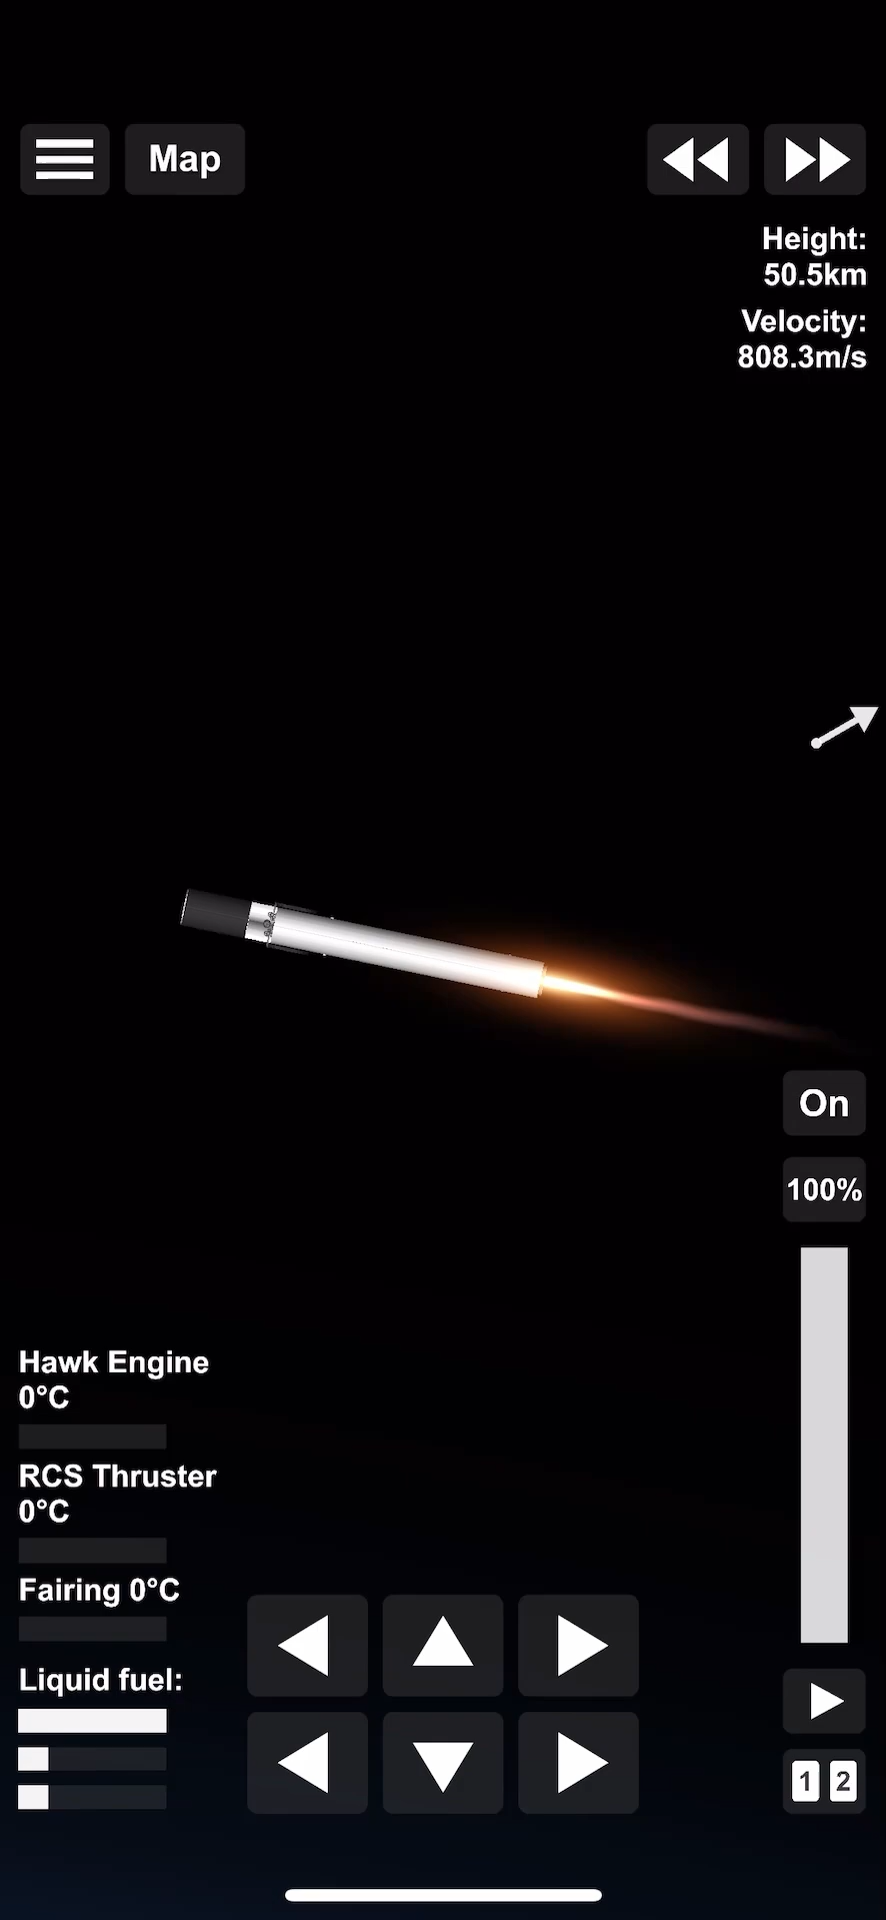 Map
Height:
50.5km
Velocity:
808.3m/s
On
100%
Hawk Engine
0°C
RCS Thruster
0°C
Fairing 0°C
Liquid fuel:
1 2